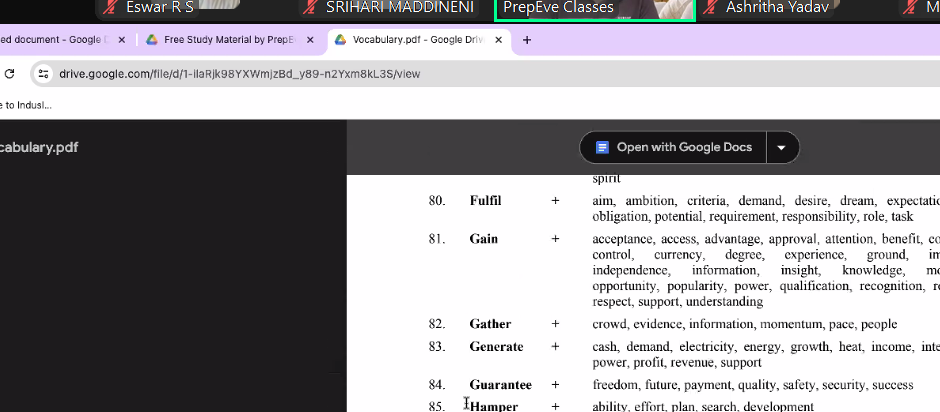 Eswar R S
SRIHARI MADDINENI
PrepEve Classes
Ashritha Yadav
M
ed document - Google D
Free Study Material by PrepE
Vocabulary.pdf - Google Driv
drive.google.com/file/d/1-ilaRjk98YXWmjzBd_y89-n2Yxm8kL3S/view
e to Indusl...
cabulary.pdf
Open with Google Docs
spirit
80. Fulfil + aim, ambition, criteria, demand, desire, dream, expectatio
obligation, potential, requirement, responsibility, role, task
81. Gain + acceptance, access, advantage, approval, attention, benefit, co
control, currency, degree, experience, ground, im
independence, information, insight, knowledge, mo
opportunity, popularity, power, qualification, recognition, re
respect, support, understanding
82. Gather + crowd, evidence, information, momentum, pace, people
83. Generate + cash, demand, electricity, energy, growth, heat, income, inte
power, profit, revenue, support
84. Guarantee + freedom, future, payment, quality, safety, security, success
85. Hamper + ability, effort, plan, search, development